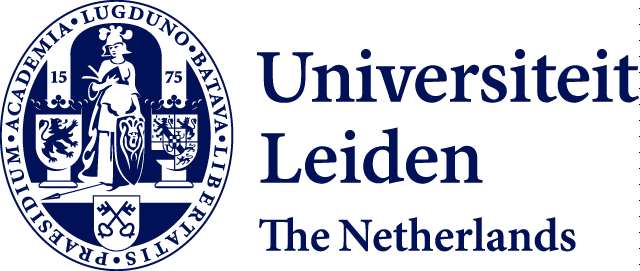 ACADEMIA · LUGDUNO · BATAVA · LIBERTATIS · PRAESIDIUM ·
15 75
Universiteit
Leiden
The Netherlands